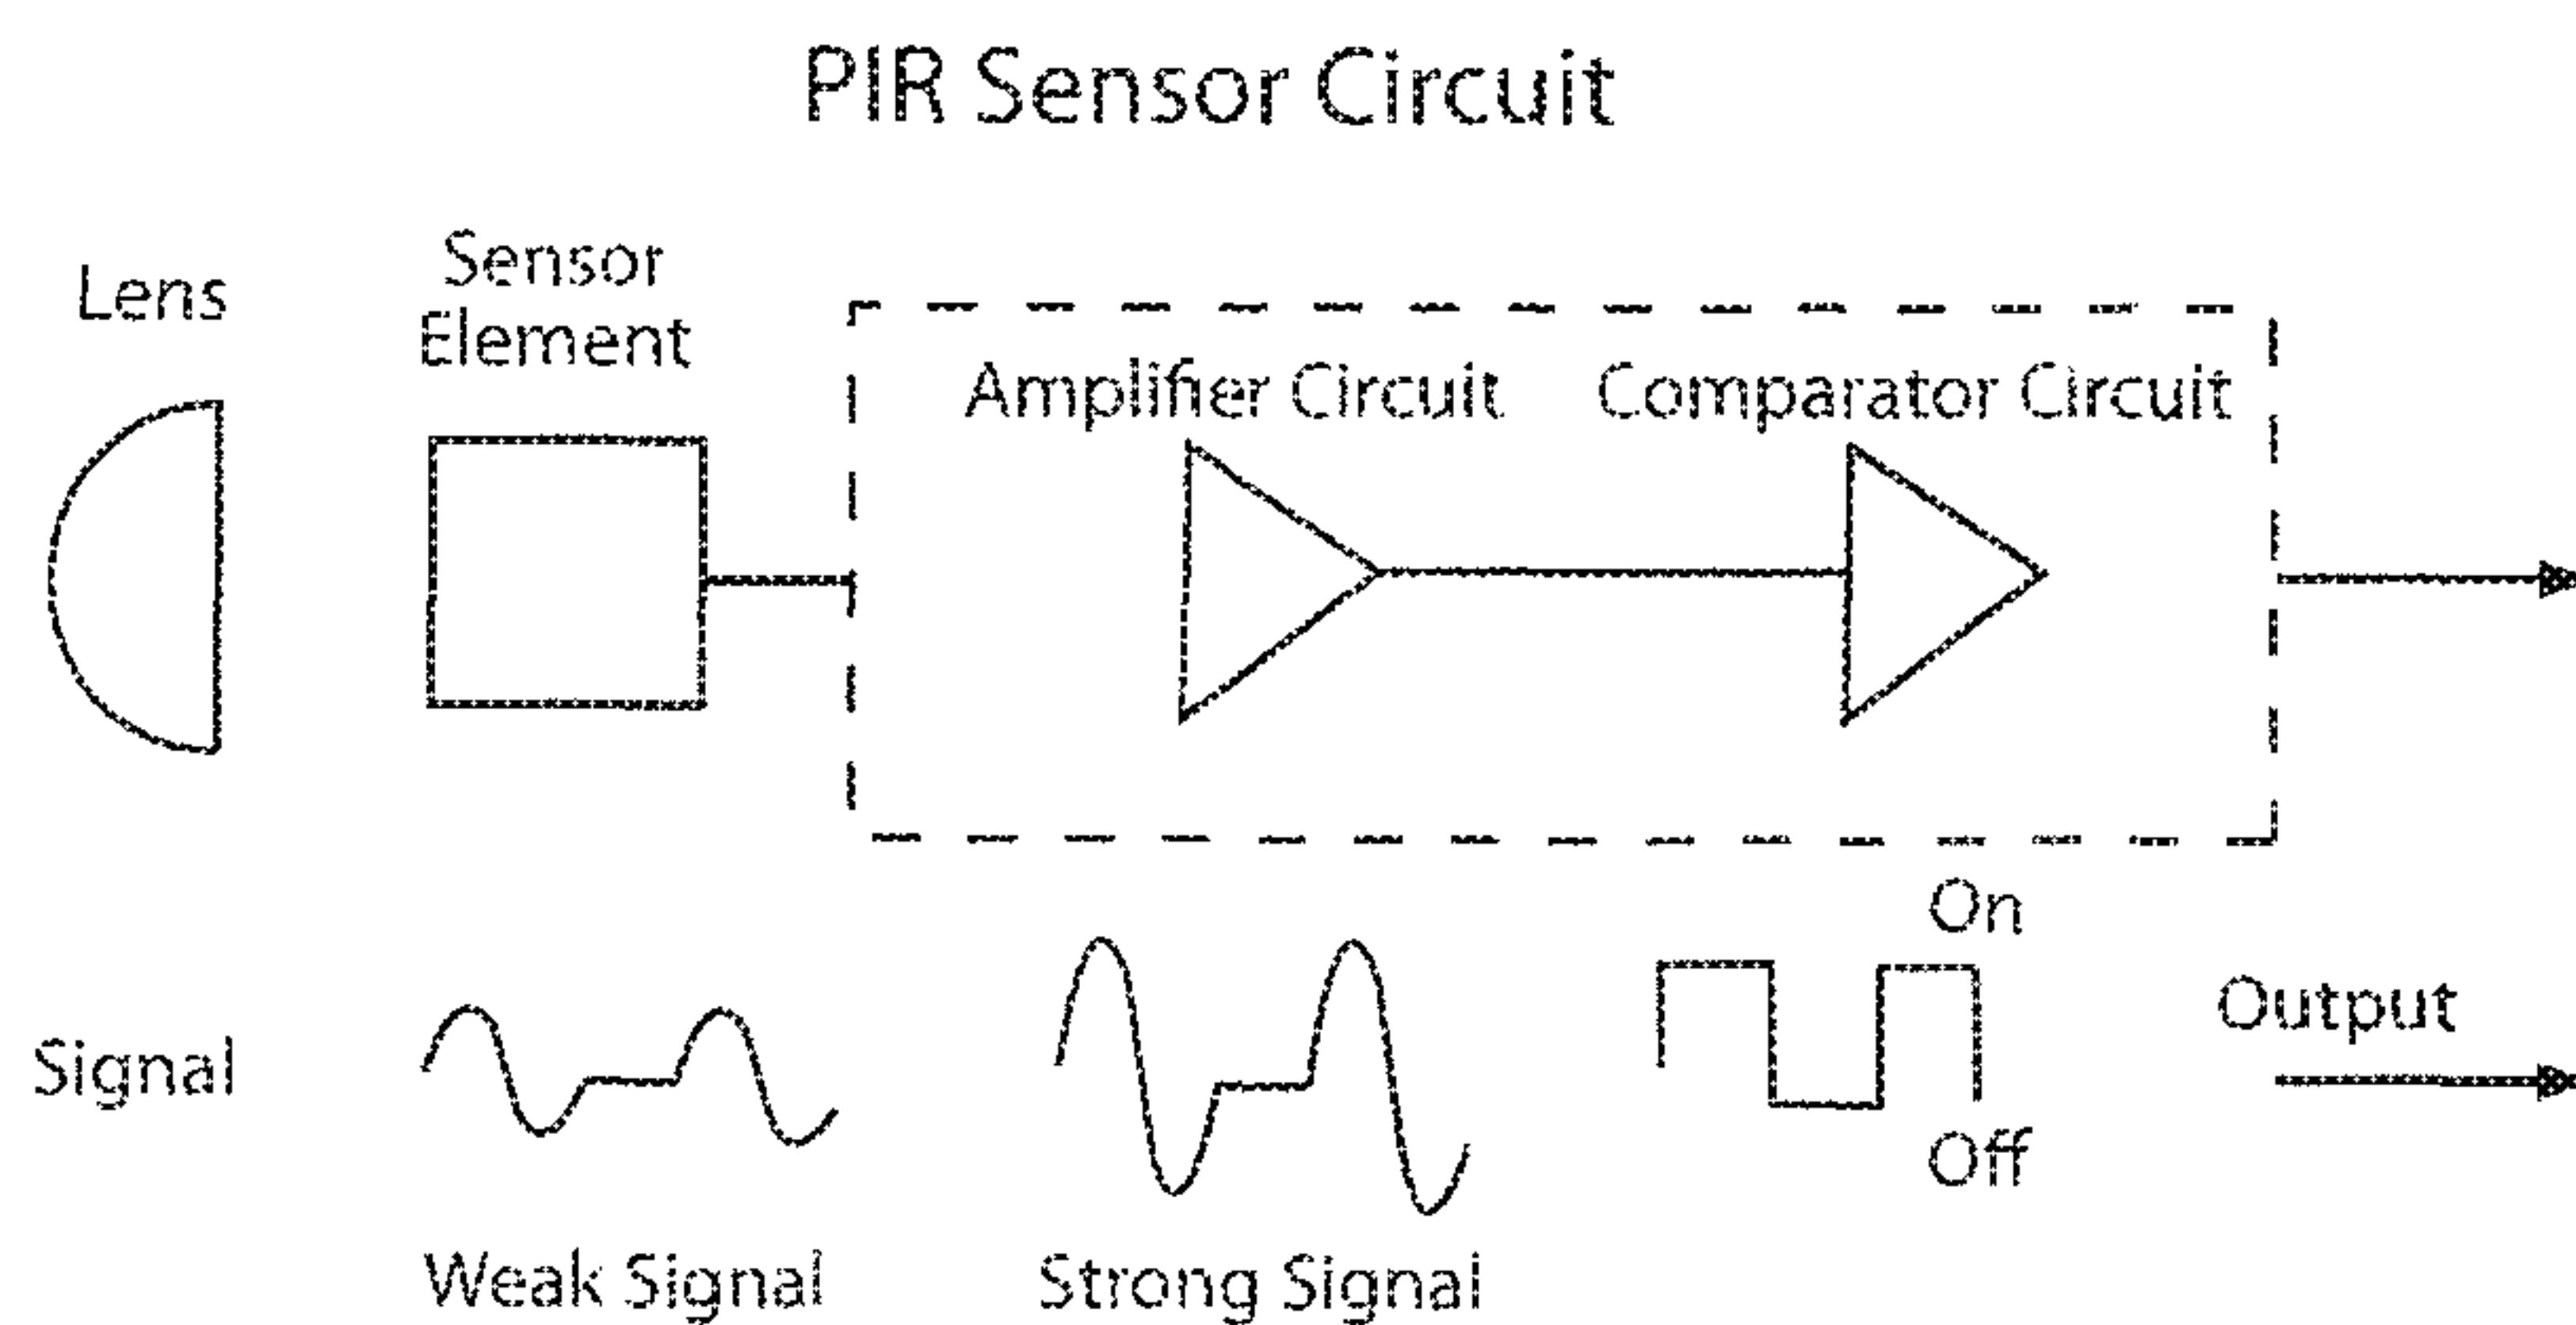 PIR Sensor Circuit
Lens
Sensor
Element
Amplifier Circuit
Comparator Circuit
On
Off
Output
Signal
Weak Signal
Strong Signal